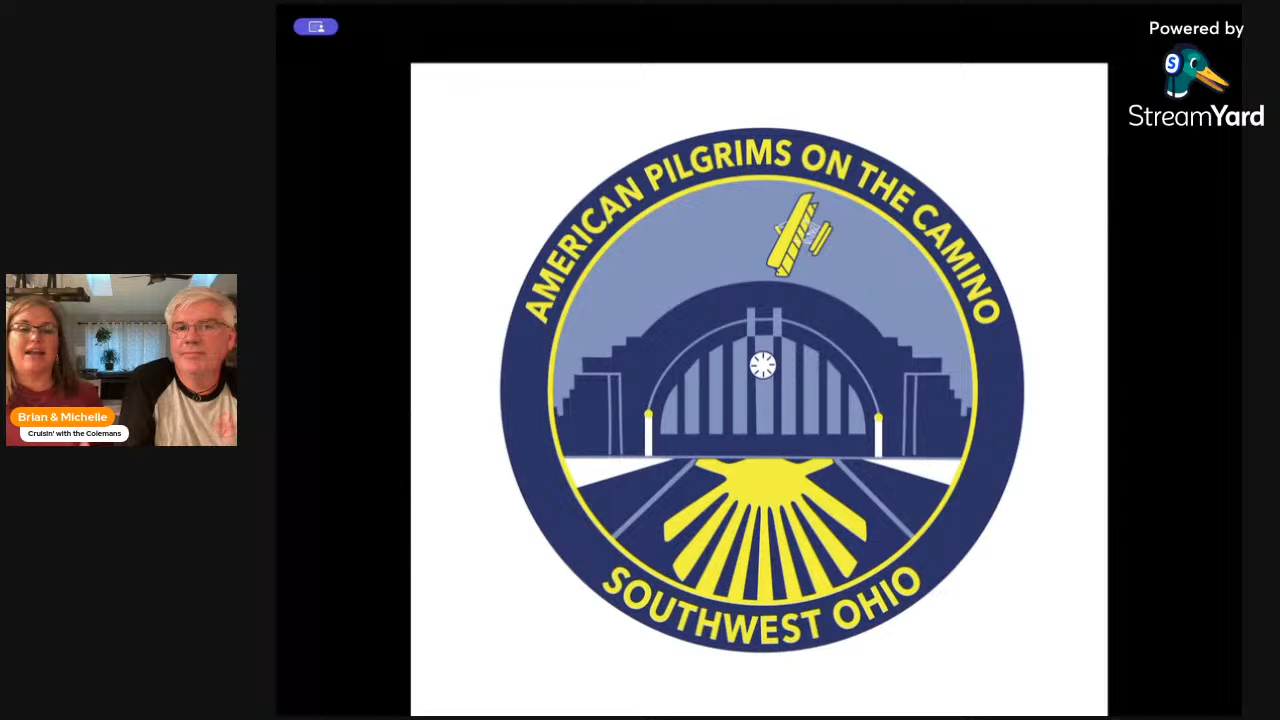 Powered by
S
StreamYard
AMERICAN PILGRIMS ON THE CAMINO
SOUTHWEST OHIO
Brian & Michelle
Cruisin' with the Colemans